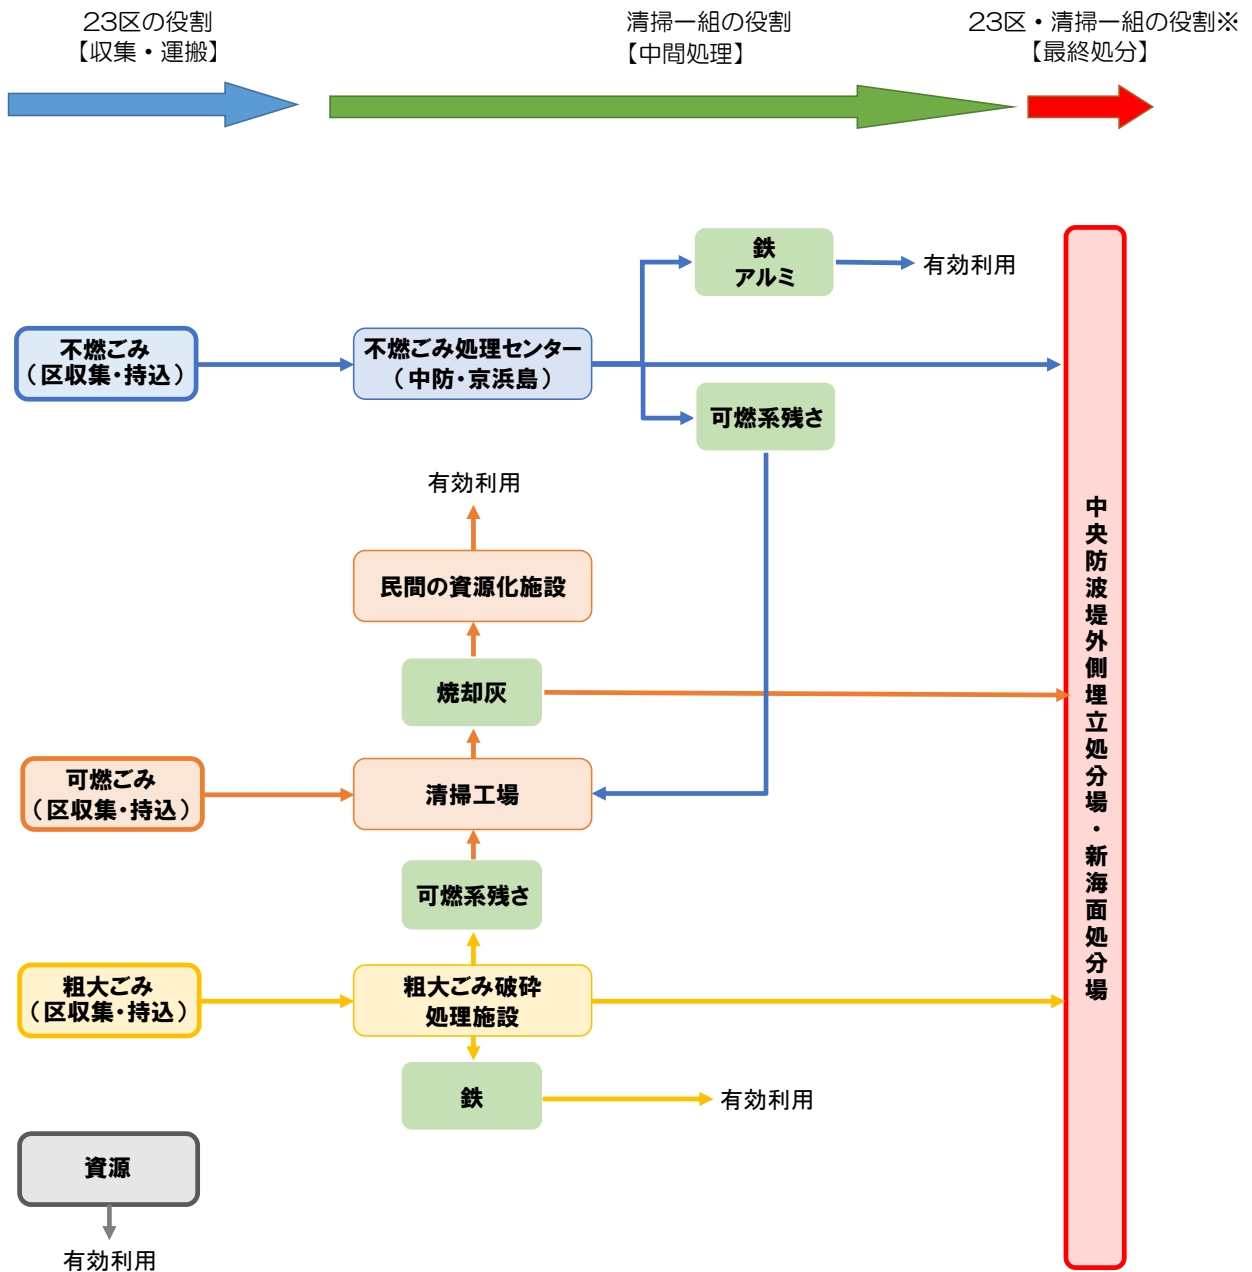 23区の役割
【収集・運搬】
清掃一組の役割
【中間処理】
23区・清掃一組の役割※
【最終処分】
鉄
アルミ
有効利用
不燃ごみ
（区収集・持込）
不燃ごみ処理センター
（中防・京浜島）
可燃系残さ
有効利用
民間の資源化施設
焼却灰
可燃ごみ
（区収集・持込）
清掃工場
可燃系残さ
粗大ごみ
（区収集・持込）
粗大ごみ破砕
処理施設
鉄
有効利用
資源
有効利用
中央防波堤外側埋立処分場・新海面処分場